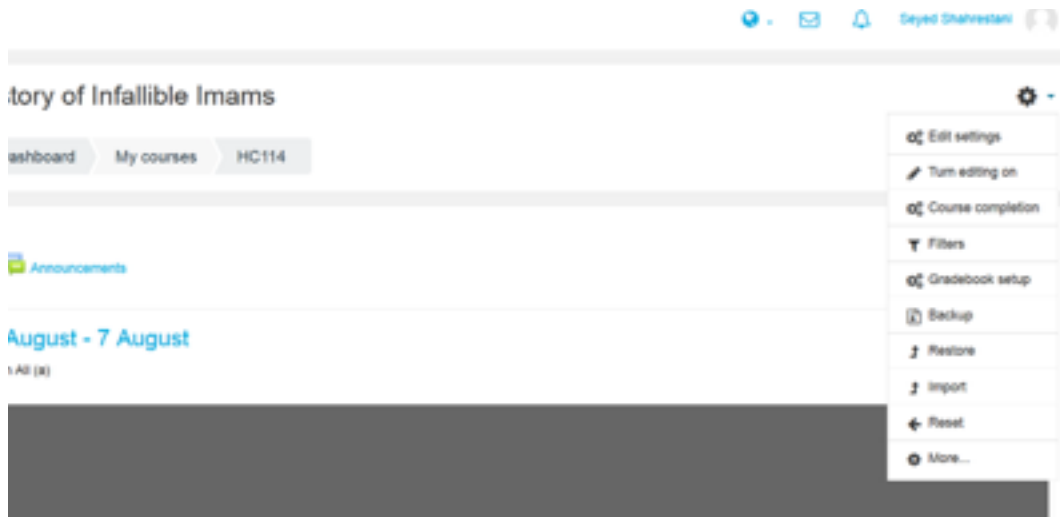 Seyed Shahrestani
tory of Infallible Imams
ashboard My courses HC114
Edit settings
Turn editing on
Course completion
Filters
Gradebook setup
Backup
Restore
Import
Reset
More...
Announcements
August - 7 August
n Ali (a)